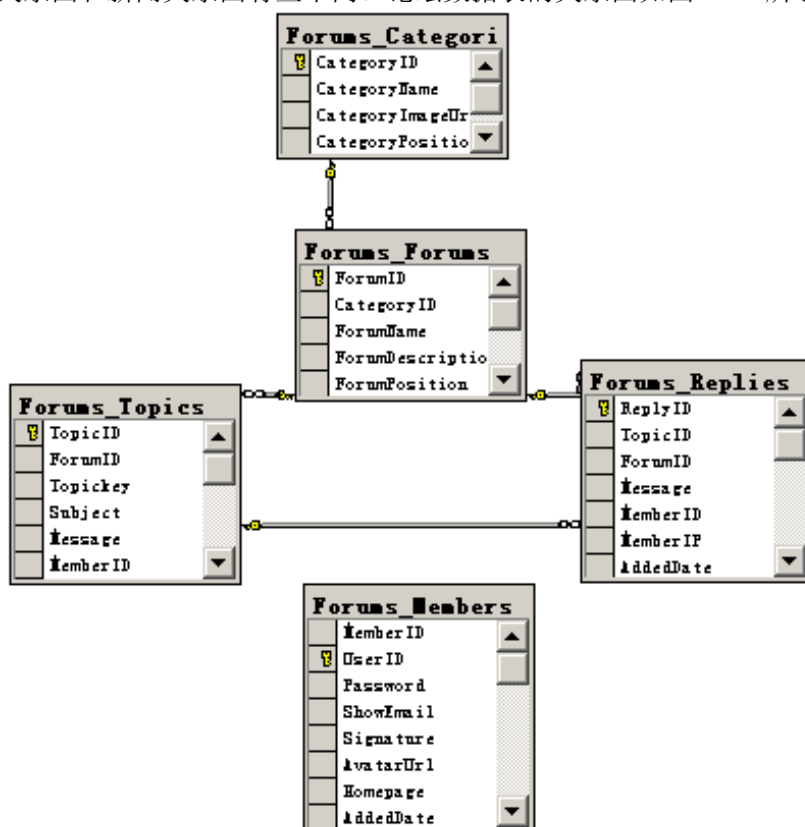 Forums_Categori
CategoryID
CategoryName
CategoryImageUr
CategoryPositio
Forums_Forums
ForumID
CategoryID
ForumName
ForumDescriptio
ForumPosition
Forums_Topics
TopicID
ForumID
Topickey
Subject
Message
MemberID
Forums_Replies
ReplyID
TopicID
ForumID
Message
MemberID
MemberIP
AddedDate
Forums_Members
MemberID
UserID
Password
ShowEmail
Signature
AvatarUrl
Homepage
AddedDate